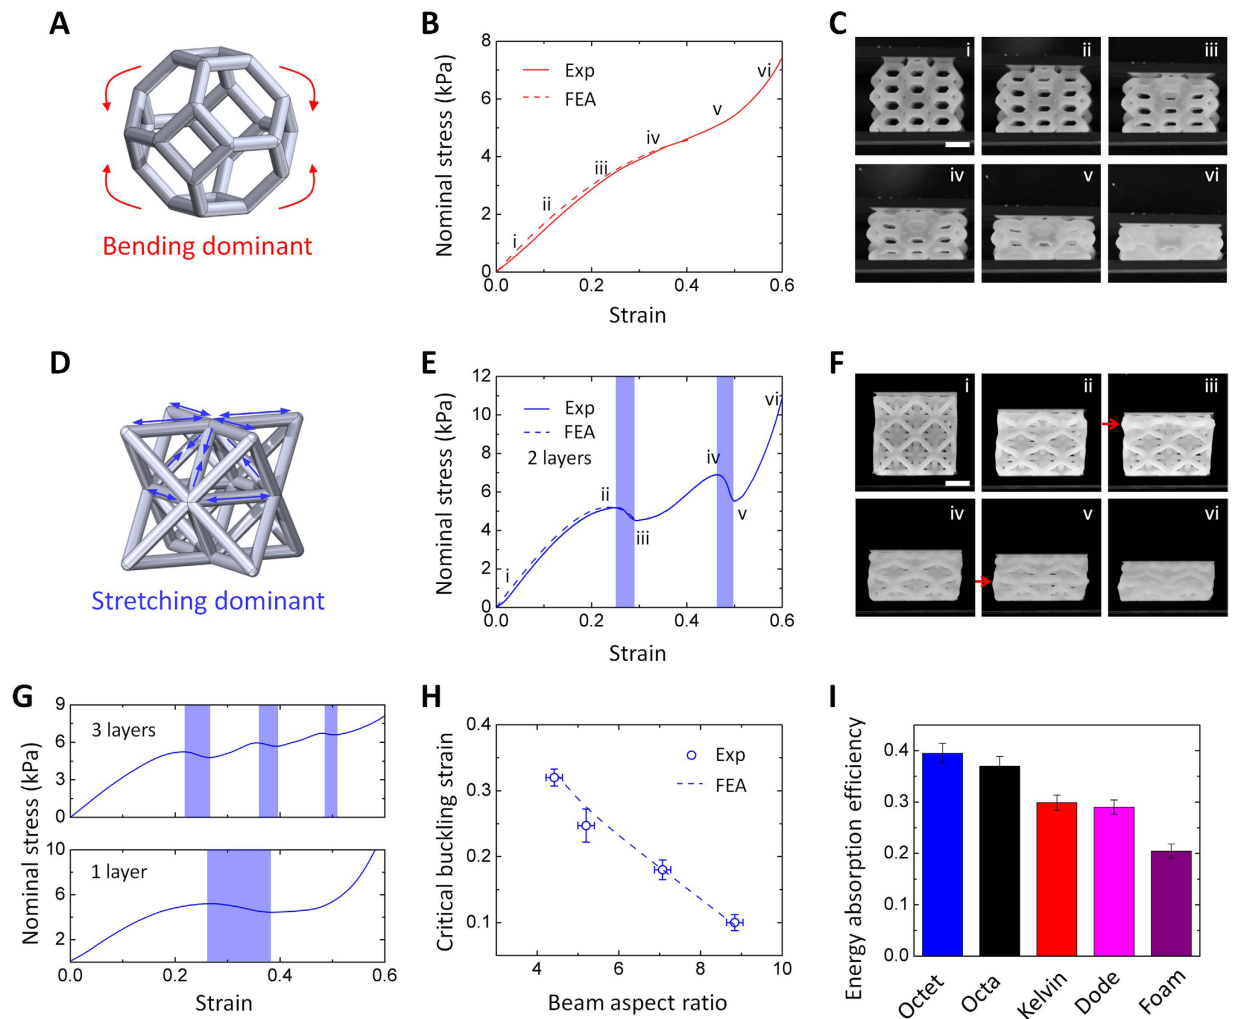 A
Bending dominant
B
Nominal stress (kPa)
8
6
4
2
0
0.0
0.2
0.4
0.6
Strain
Exp
FEA
i
ii
iii
iv
v
vi
C
i
ii
iii
iv
v
vi
D
Stretching dominant
E
Nominal stress (kPa)
12
10
8
6
4
2
0
0.0
0.2
0.4
0.6
Strain
Exp
FEA
2 layers
i
ii
iii
iv
v
vi
F
i
ii
iii
iv
v
vi
G
Nominal stress (kPa)
9
6
3
0
3 layers
10
8
6
4
2
1 layer
0.0
0.2
0.4
0.6
Strain
H
Critical buckling strain
0.4
0.3
0.2
0.1
4
6
8
10
Beam aspect ratio
Exp
FEA
I
Energy absorption efficiency
0.4
0.3
0.2
0.1
0.0
Octet
Octa
Kelvin
Dode
Foam